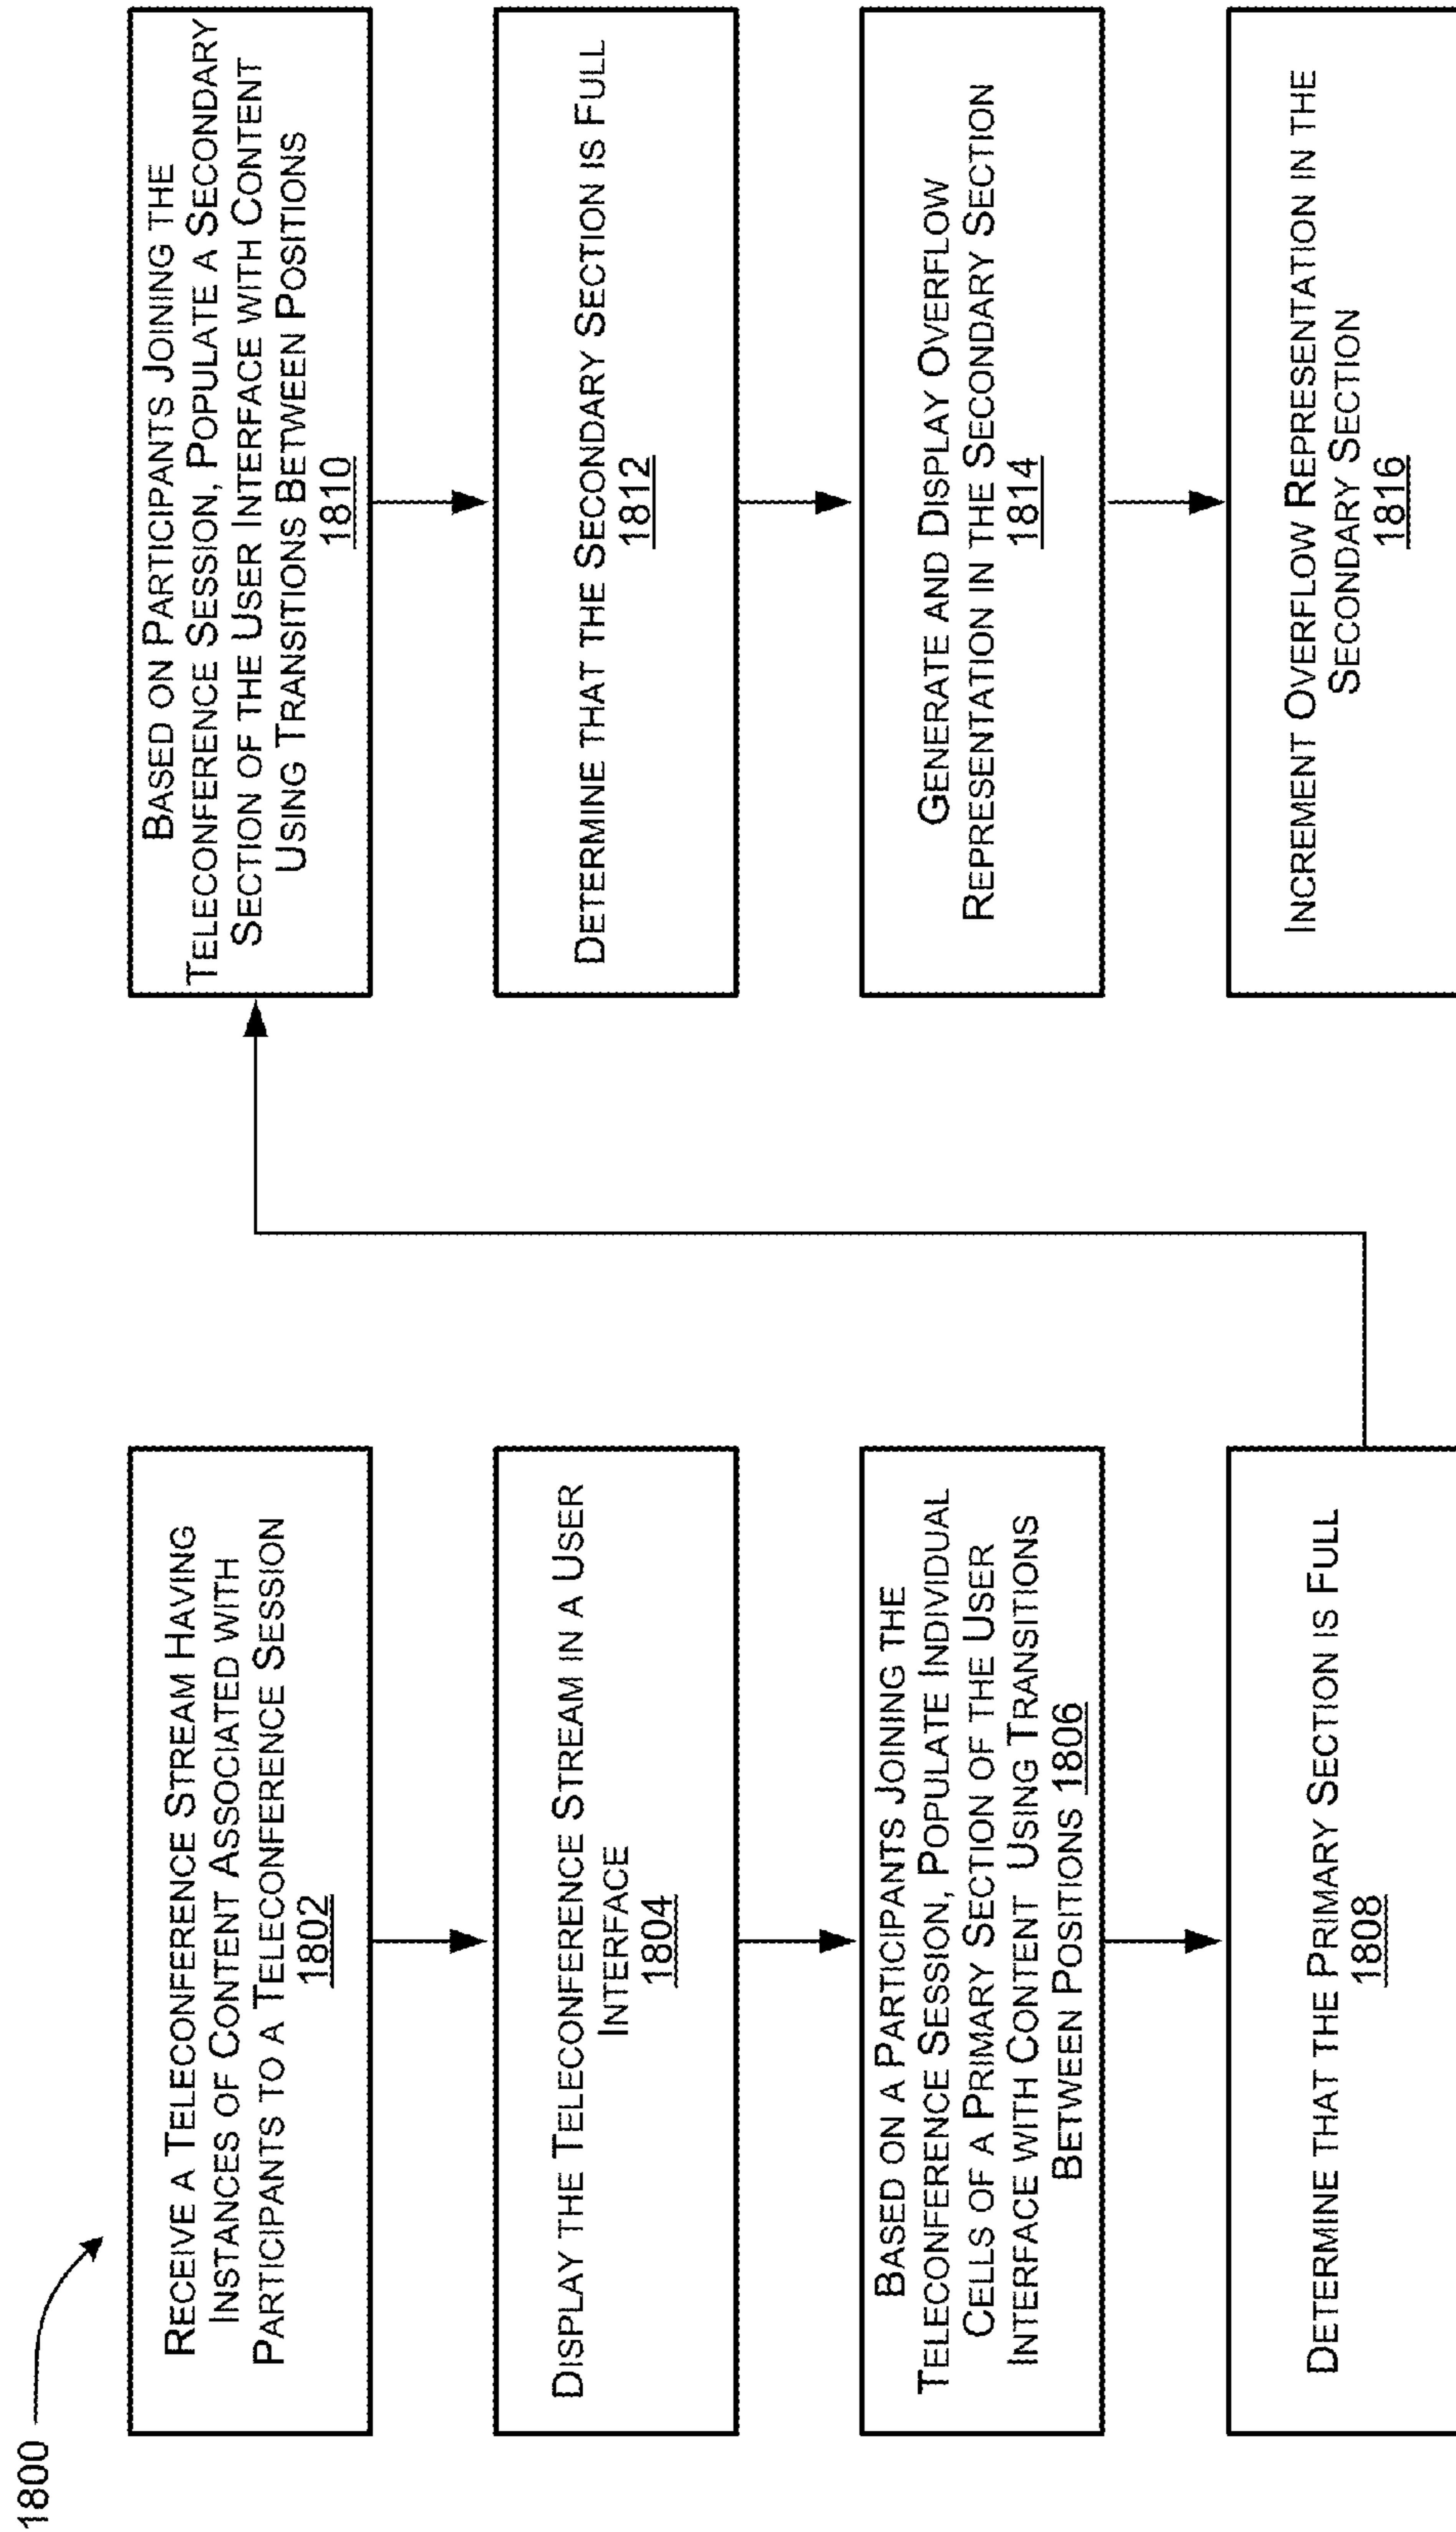 1800
RECEIVE A TELECONFERENCE STREAM HAVING
INSTANCES OF CONTENT ASSOCIATED WITH
PARTICIPANTS TO A TELECONFERENCE SESSION
1802
DISPLAY THE TELECONFERENCE STREAM IN A USER
INTERFACE
1804
BASED ON A PARTICIPANTS JOINING THE
TELECONFERENCE SESSION, POPULATE INDIVIDUAL
CELLS OF A PRIMARY SECTION OF THE USER
INTERFACE WITH CONTENT USING TRANSITIONS
BETWEEN POSITIONS 1806
DETERMINE THAT THE PRIMARY SECTION IS FULL
1808
BASED ON PARTICIPANTS JOINING THE
TELECONFERENCE SESSION, POPULATE A SECONDARY
SECTION OF THE USER INTERFACE WITH CONTENT
USING TRANSITIONS BETWEEN POSITIONS
1810
DETERMINE THAT THE SECONDARY SECTION IS FULL
1812
GENERATE AND DISPLAY OVERFLOW
REPRESENTATION IN THE SECONDARY SECTION
1814
INCREMENT OVERFLOW REPRESENTATION IN THE
SECONDARY SECTION
1816